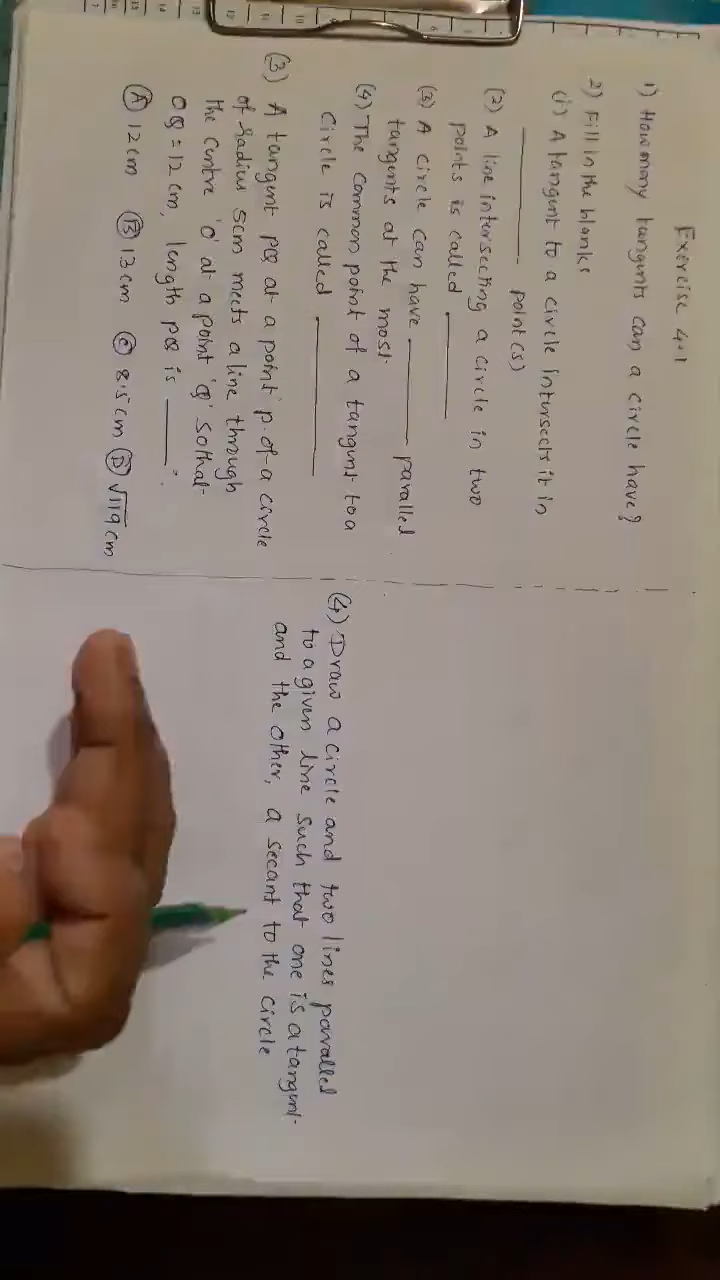 Exercise 4.1
1) How many tangents can a circle have?
2) Fill in the blanks
(i) A tangent to a circle intersects it in
________ point(s)
(2) A line intersecting a circle in two
points is called ________
(3) A circle can have ________ parallel
tangents at the most.
(4) The common point of a tangent to a
circle is called ________
(3) A tangent PQ at a point p. of a circle
of radius 5cm meets a line through
the centre 'O' at a point 'Q' so that
OQ = 12 cm, length PQ is ____.
(A) 12 cm (B) 13 cm (C) 8.5 cm (D) √119 cm
(4) Draw a circle and two lines parallel
to a given line such that one is a tangent
and the other, a secant to the circle